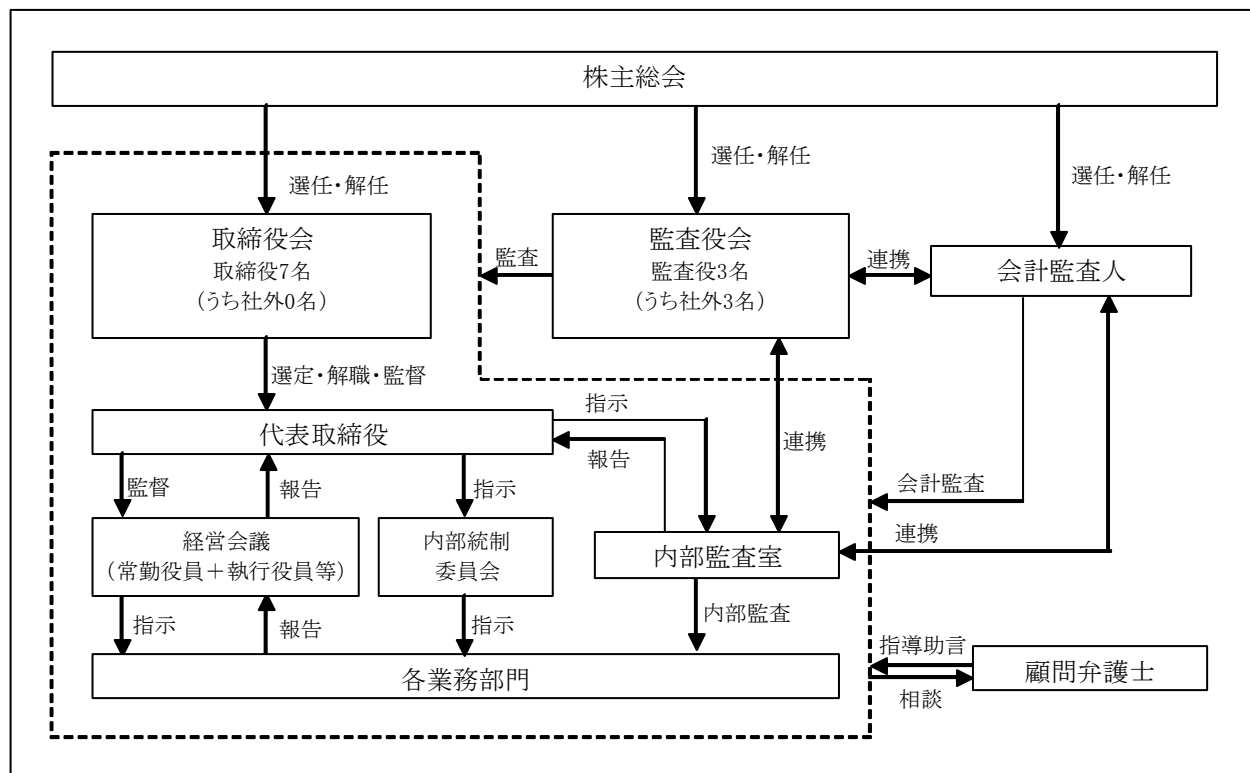 株主総会
選任・解任
選任・解任
選任・解任
取締役会
取締役7名
(うち社外0名)
監査
監査役会
監査役3名
(うち社外3名)
連携
会計監査人
選定・解職・監督
指示
代表取締役
報告
連携
監督
報告
指示
会計監査
経営会議
(常勤役員+執行役員等)
内部統制
委員会
内部監査室
連携
指示
報告
指示
内部監査
各業務部門
指導助言
顧問弁護士
相談